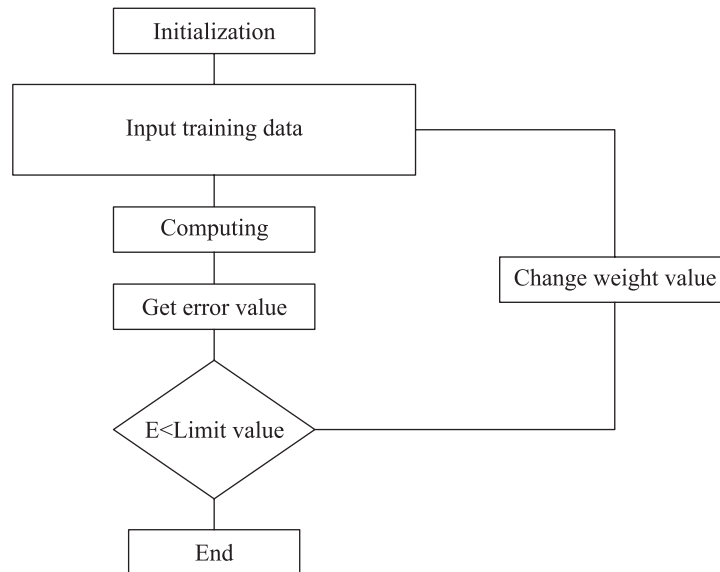 Initialization
Input training data
Computing
Change weight value
Get error value
E<Limit value
End